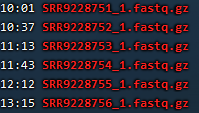 10:01 SRR9228751_1.fastq.gz
10:37 SRR9228752_1.fastq.gz
11:13 SRR9228753_1.fastq.gz
11:43 SRR9228754_1.fastq.gz
12:12 SRR9228755_1.fastq.gz
13:15 SRR9228756_1.fastq.gz